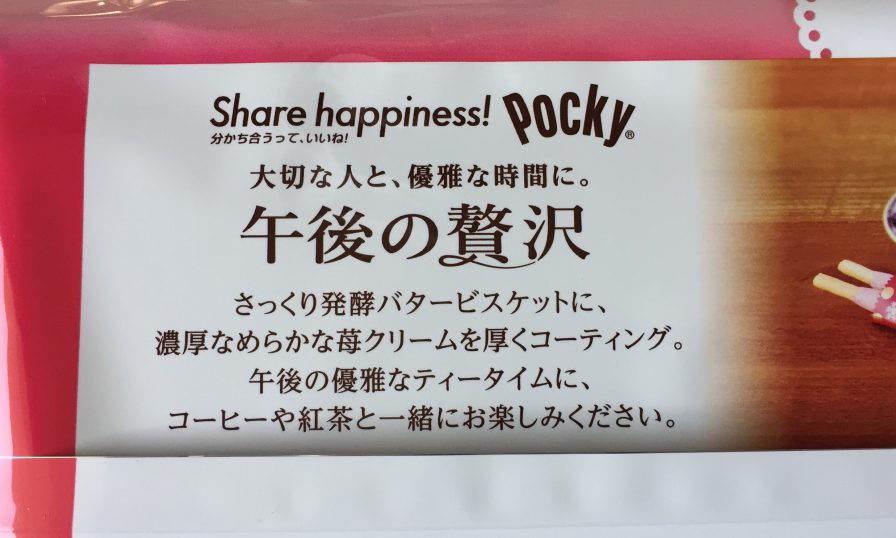 Share happiness! Pocky®
分かち合うって、いいね!
大切な人と、優雅な時間に。
午後の贅沢
さっくり発酵バタービスケットに、
濃厚なめらかな苺クリームを厚くコーティング。
午後の優雅なティータイムに、
コーヒーや紅茶と一緒にお楽しみください。